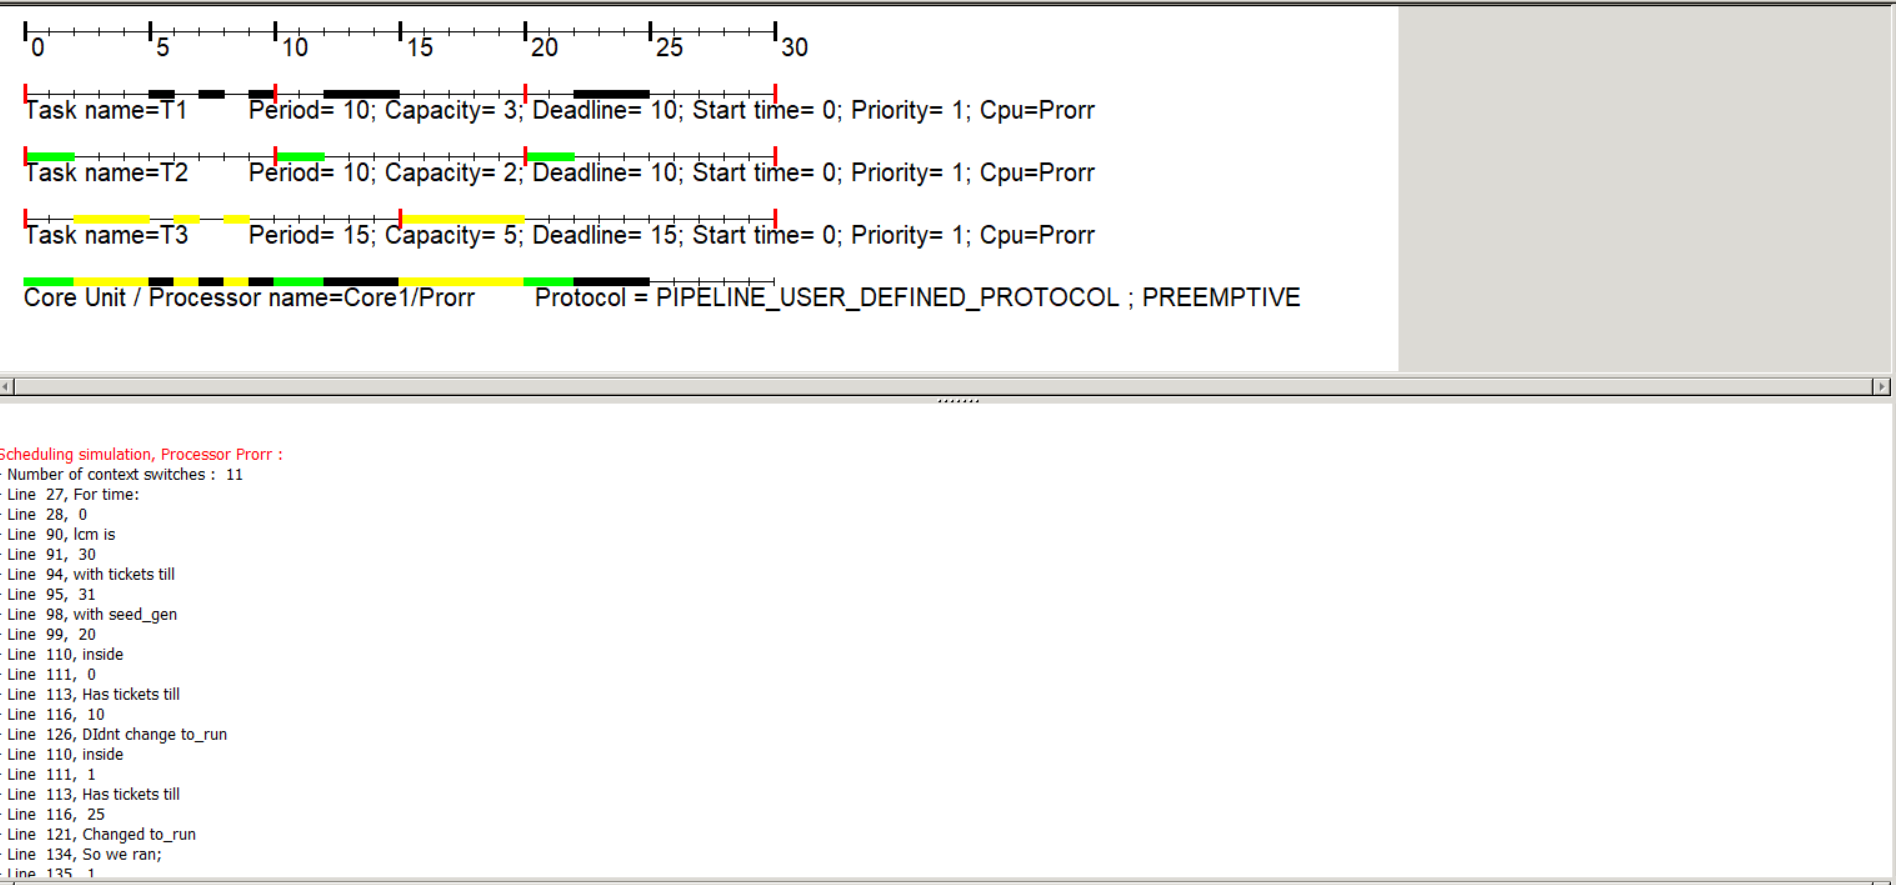 0 5 10 15 20 25 30
Task name=T1 Period= 10; Capacity= 3; Deadline= 10; Start time= 0; Priority= 1; Cpu=Prorr
Task name=T2 Period= 10; Capacity= 2; Deadline= 10; Start time= 0; Priority= 1; Cpu=Prorr
Task name=T3 Period= 15; Capacity= 5; Deadline= 15; Start time= 0; Priority= 1; Cpu=Prorr
Core Unit / Processor name=Core1/Prorr Protocol = PIPELINE_USER_DEFINED_PROTOCOL ; PREEMPTIVE
Scheduling simulation, Processor Prorr :
- Number of context switches : 11
- Line 27, For time:
- Line 28, 0
- Line 90, lcm is
- Line 91, 30
- Line 94, with tickets till
- Line 95, 31
- Line 98, with seed_gen
- Line 99, 20
- Line 110, inside
- Line 111, 0
- Line 113, Has tickets till
- Line 116, 10
- Line 126, DIdnt change to_run
- Line 110, inside
- Line 111, 1
- Line 113, Has tickets till
- Line 116, 25
- Line 121, Changed to_run
- Line 134, So we ran;
- Line 135, 1